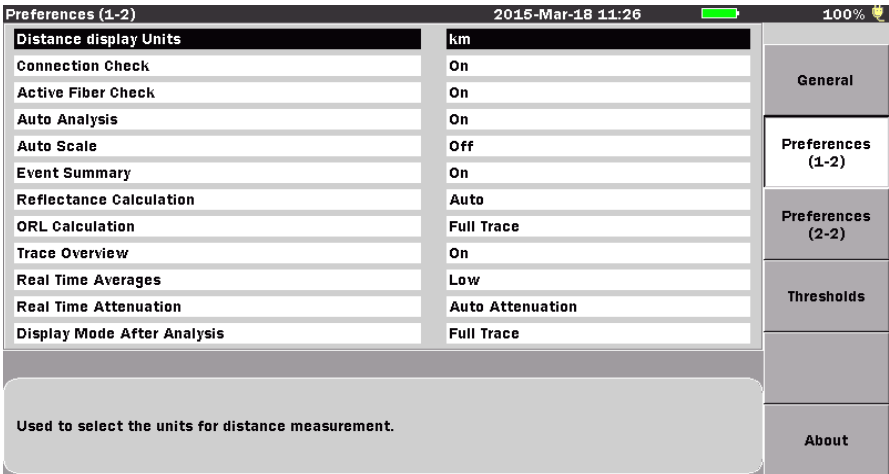 Preferences (1-2) 2015-Mar-18 11:26 100%
Distance display Units km
Connection Check On
Active Fiber Check On
Auto Analysis On
Auto Scale Off
Event Summary On
Reflectance Calculation Auto
ORL Calculation Full Trace
Trace Overview On
Real Time Averages Low
Real Time Attenuation Auto Attenuation
Display Mode After Analysis Full Trace
Used to select the units for distance measurement.
General
Preferences
(1-2)
Preferences
(2-2)
Thresholds
About